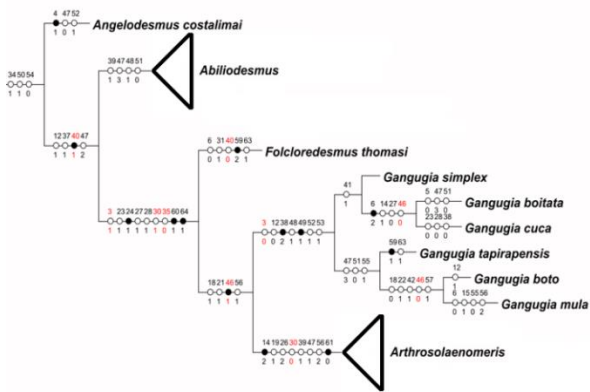 4 47 52
1 0 1
Angelodesmus costalimai
34 50 54
1 1 0
39 47 48 51
1 3 1 0
Abiliodesmus
12 37 40 47
1 1 1 2
6 31 40 59 63
0 1 0 2 1
Folcloredesmus thomasi
3 23 24 27 28 30 35 60 64
1 1 1 1 1 1 1 1 1
41
1
Gangugia simplex
6 14 27 46
2 1 0 0
5 47 51
0 3 0
Gangugia boitata
23 28 38
0 0 0
Gangugia cuca
3 12 38 48 49 52 53
0 0 2 1 1 1 1
47 51 55
3 0 1
59 63
1 1
Gangugia tapirapensis
18 22 42 46 57
0 1 1 0 1
12
1
Gangugia boto
6 15 55 56
0 1 0 2
Gangugia mula
18 21 46 56
1 1 1 1
14 19 26 30 39 47 56 61
2 1 2 0 1 1 2 0
Arthrosolaenomeris